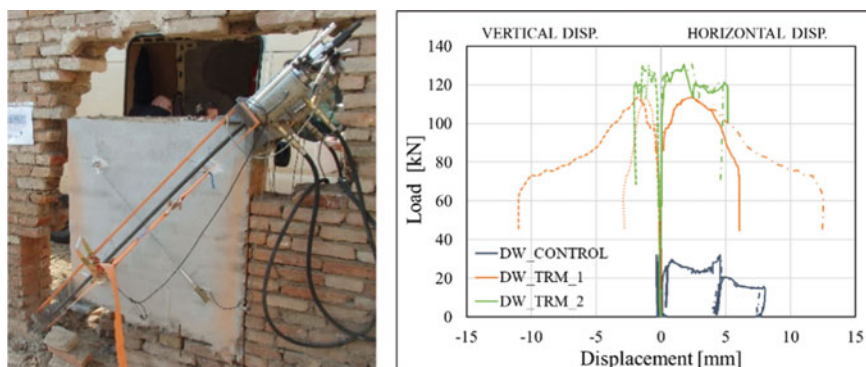 VERTICAL DISP. HORIZONTAL DISP.
140
120
100
80
60
40
20
0
Load [kN]
DW_CONTROL
DW_TRM_1
DW_TRM_2
-15 -10 -5 0 5 10 15
Displacement [mm]